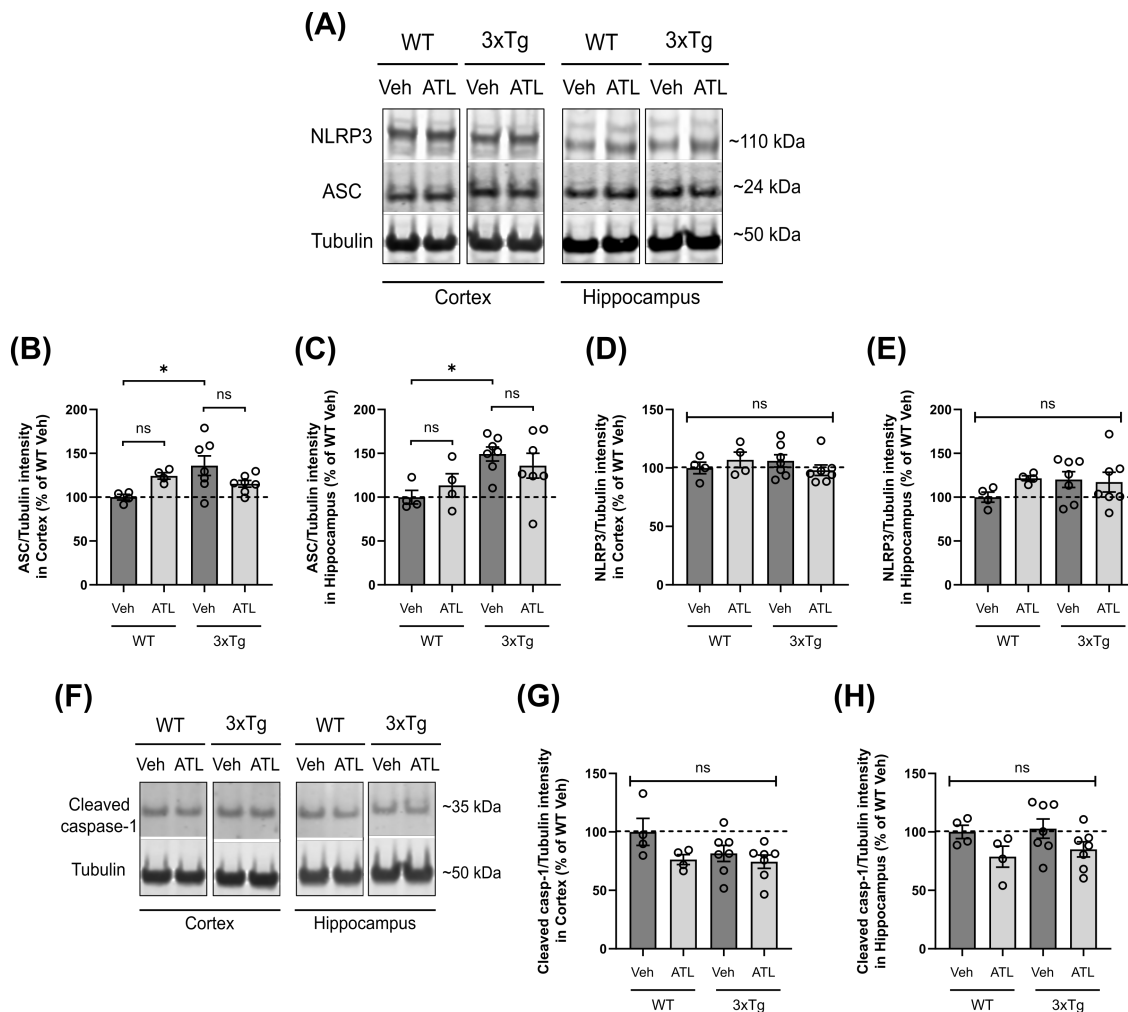 (A)
WT 3xTg WT 3xTg
Veh ATL Veh ATL Veh ATL Veh ATL
NLRP3 ~110 kDa
ASC ~24 kDa
Tubulin ~50 kDa
Cortex Hippocampus
(B)
ASC/Tubulin intensity
in Cortex (% of WT Veh)
200
150
100
50
0
*
ns
ns
Veh ATL Veh ATL
WT 3xTg
(C)
ASC/Tubulin intensity
in Hippocampus (% of WT Veh)
200
150
100
50
0
*
ns
ns
Veh ATL Veh ATL
WT 3xTg
(D)
NLRP3/Tubulin intensity
in Cortex (% of WT Veh)
150
100
50
0
ns
Veh ATL Veh ATL
WT 3xTg
(E)
NLRP3/Tubulin intensity
in Hippocampus (% of WT Veh)
200
150
100
50
0
ns
Veh ATL Veh ATL
WT 3xTg
(F)
WT 3xTg WT 3xTg
Veh ATL Veh ATL Veh ATL Veh ATL
Cleaved
caspase-1
~35 kDa
Tubulin ~50 kDa
Cortex Hippocampus
(G)
Cleaved casp-1/Tubulin intensity
in Cortex (% of WT Veh)
150
100
50
0
ns
Veh ATL Veh ATL
WT 3xTg
(H)
Cleaved casp-1/Tubulin intensity
in Hippocampus (% of WT Veh)
150
100
50
0
ns
Veh ATL Veh ATL
WT 3xTg